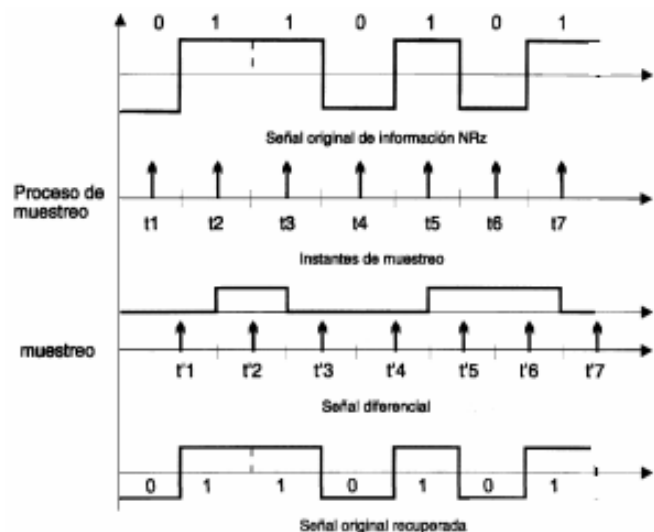 0 1 1 0 1 0 1
Señal original de información NRz
Proceso de
muestreo
t1 t2 t3 t4 t5 t6 t7
Instantes de muestreo
muestreo
t'1 t'2 t'3 t'4 t'5 t'6 t'7
Señal diferencial
0 1 1 0 1 0 1
Señal original recuperada